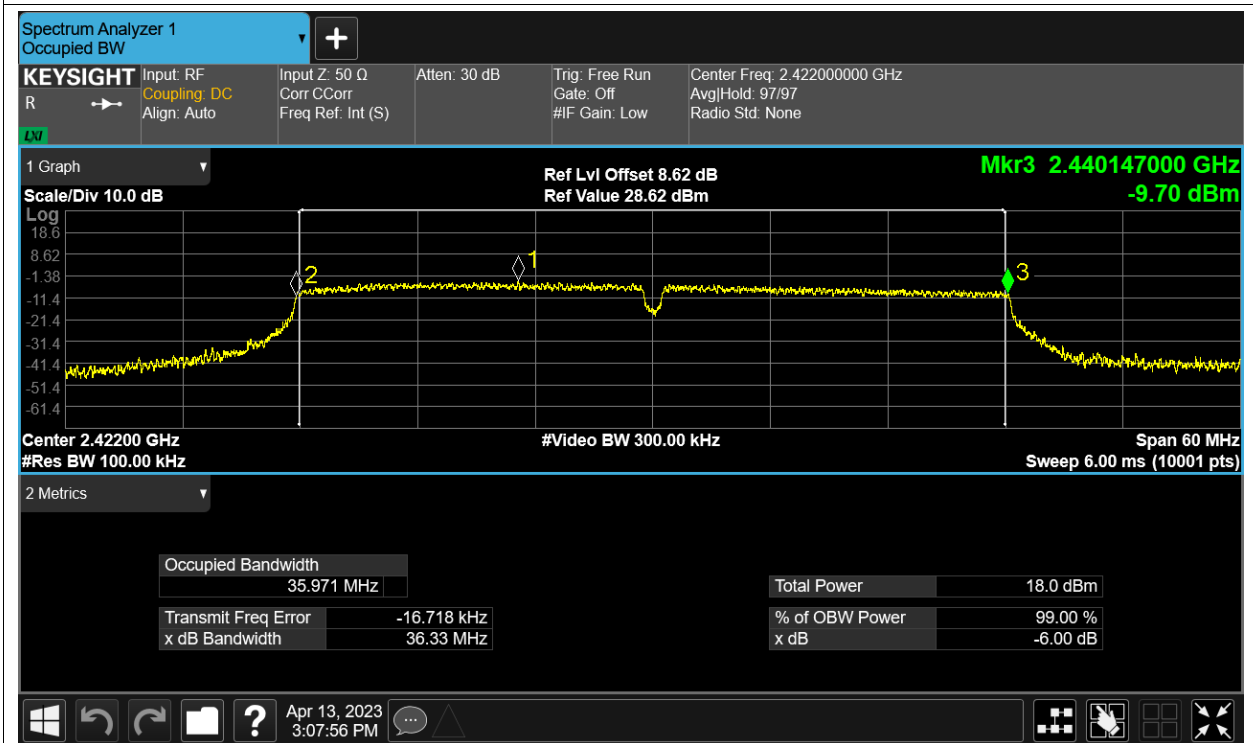 Spectrum Analyzer 1
Occupied BW
KEYSIGHT
R
LXI
Input: RF
Coupling: DC
Align: Auto
Input Z: 50 Ω
Corr CCorr
Freq Ref: Int (S)
Atten: 30 dB
Trig: Free Run
Gate: Off
#IF Gain: Low
Center Freq: 2.422000000 GHz
Avg|Hold: 97/97
Radio Std: None
1 Graph
Scale/Div 10.0 dB
Ref Lvl Offset 8.62 dB
Ref Value 28.62 dBm
Mkr3 2.440147000 GHz
-9.70 dBm
Log
18.6
8.62
-1.38
-11.4
-21.4
-31.4
-41.4
-51.4
-61.4
2
1
3
Center 2.42200 GHz
#Video BW 300.00 kHz
Span 60 MHz
#Res BW 100.00 kHz
Sweep 6.00 ms (10001 pts)
2 Metrics
Occupied Bandwidth
35.971 MHz
Transmit Freq Error -16.718 kHz
x dB Bandwidth 36.33 MHz
Total Power 18.0 dBm
% of OBW Power 99.00 %
x dB -6.00 dB
?
Apr 13, 2023
3:07:56 PM